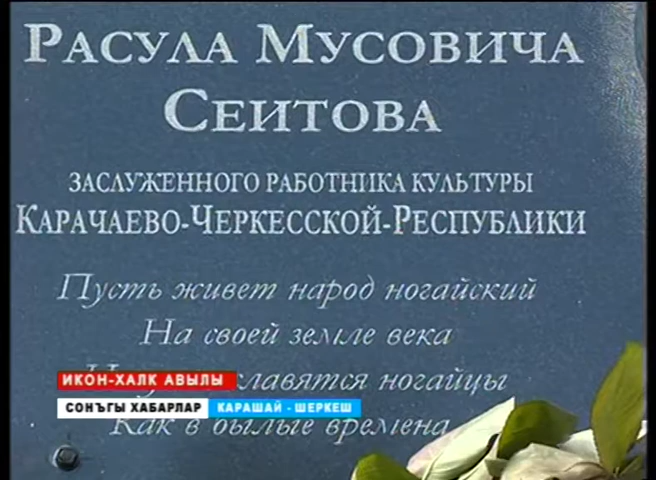 РАСУЛА МУСОВИЧА
СЕИТОВА
ЗАСЛУЖЕННОГО РАБОТНИКА КУЛЬТУРЫ
КАРАЧАЕВО-ЧЕРКЕССКОЙ-РЕСПУБЛИКИ
Пусть живет народ ногайский
На своей земле века
славятся ногайцы
ИКОН-ХАЛК АВЫЛЫ
СОНЪГЫ ХАБАРЛАР КАРАШАЙ - ШЕРКЕШ
Как в былые времена